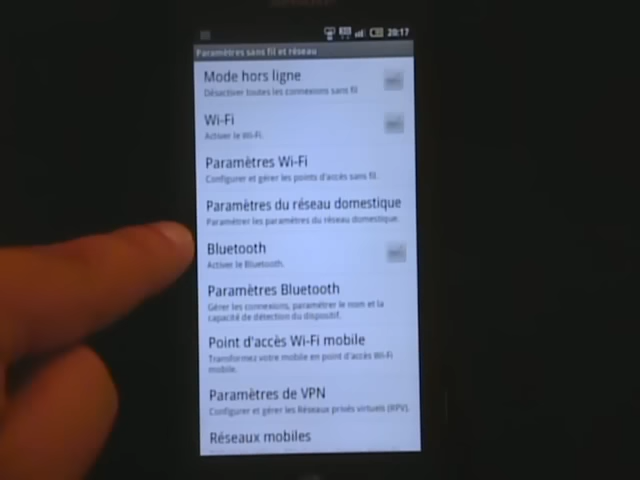 20:17
Paramètres sans fil et réseau
Mode hors ligne
Désactiver toutes les connexions sans fil
Wi-Fi
Activer le Wi-Fi.
Paramètres Wi-Fi
Configurer et gérer les points d'accès sans fil.
Paramètres du réseau domestique
Paramétrer les paramètres du réseau domestique.
Bluetooth
Activer le Bluetooth.
Paramètres Bluetooth
Gérer les connexions, paramétrer le nom et la
capacité de détection du dispositif.
Point d'accès Wi-Fi mobile
Transformez votre mobile en point d'accès Wi-Fi
mobile.
Paramètres de VPN
Configurer et gérer les Réseaux privés virtuels (RPV).
Réseaux mobiles